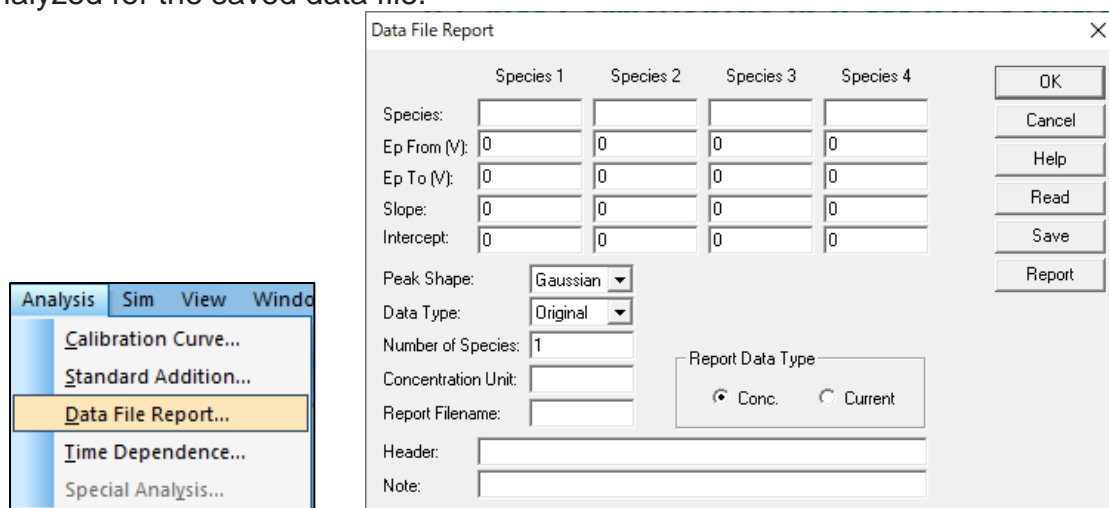 nalyzed for the saved data file.
Data File Report
Species 1 Species 2 Species 3 Species 4
Species:
Ep From (V): 0 0 0 0
Ep To (V): 0 0 0 0
Slope: 0 0 0 0
Intercept: 0 0 0 0
Peak Shape: Gaussian
Data Type: Original
Number of Species: 1
Concentration Unit:
Report Filename:
Report Data Type
Conc. Current
Header:
Note:
OK
Cancel
Help
Read
Save
Report
Analysis Sim View Windo
Calibration Curve...
Standard Addition...
Data File Report...
Time Dependence...
Special Analysis...